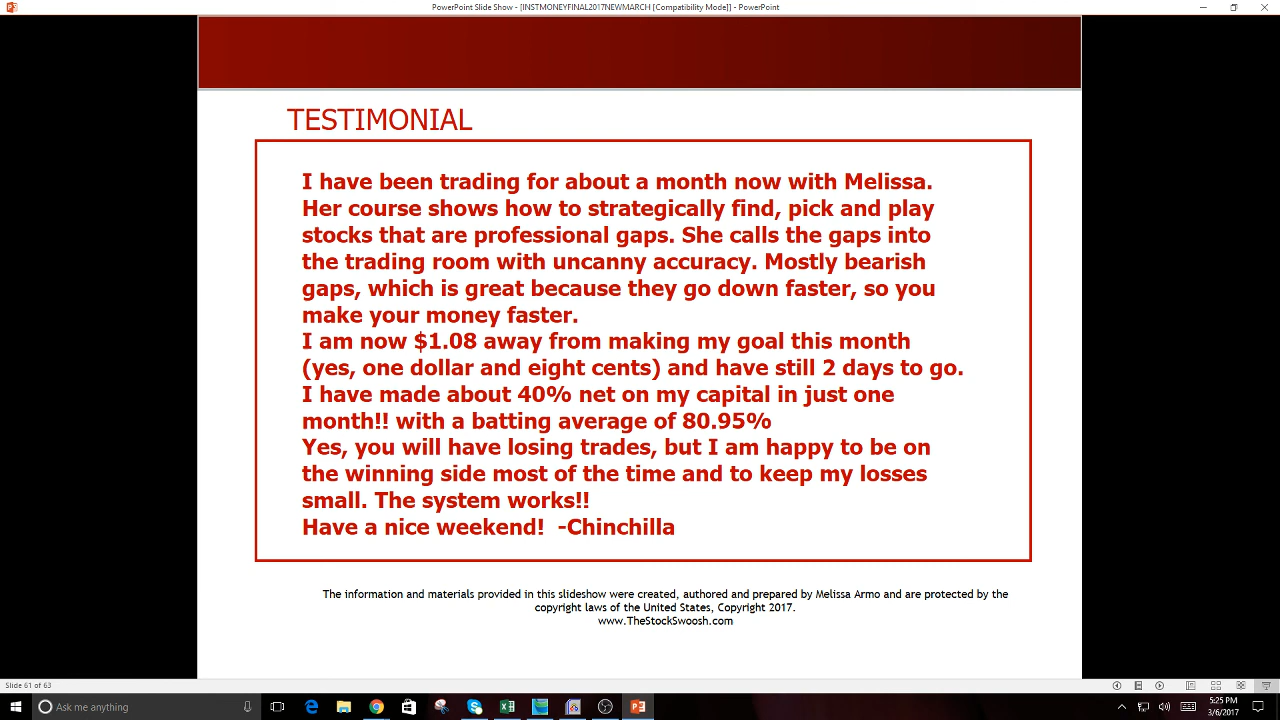 PowerPoint Slide Show - [INSTMONEYFINAL2017NEWMARCH [Compatibility Mode]] - PowerPoint
TESTIMONIAL
I have been trading for about a month now with Melissa.
Her course shows how to strategically find, pick and play
stocks that are professional gaps. She calls the gaps into
the trading room with uncanny accuracy. Mostly bearish
gaps, which is great because they go down faster, so you
make your money faster.
I am now $1.08 away from making my goal this month
(yes, one dollar and eight cents) and have still 2 days to go.
I have made about 40% net on my capital in just one
month!! with a batting average of 80.95%
Yes, you will have losing trades, but I am happy to be on
the winning side most of the time and to keep my losses
small. The system works!!
Have a nice weekend!  -Chinchilla
The information and materials provided in this slideshow were created, authored and prepared by Melissa Armo and are protected by the
copyright laws of the United States, Copyright 2017.
www.TheStockSwoosh.com
Slide 61 of 63
Ask me anything
5:25 PM
3/6/2017